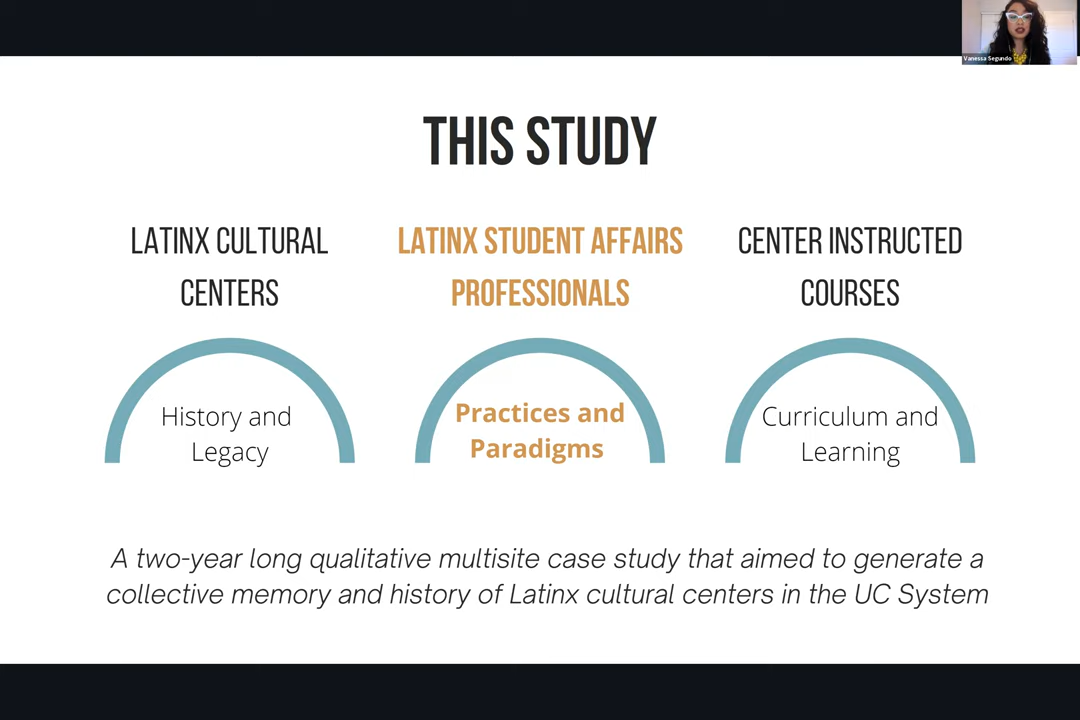 Vanessa Segundo
THIS STUDY
LATINX CULTURAL
CENTERS
History and
Legacy
LATINX STUDENT AFFAIRS
PROFESSIONALS
Practices and
Paradigms
CENTER INSTRUCTED
COURSES
Curriculum and
Learning
A two-year long qualitative multisite case study that aimed to generate a
collective memory and history of Latinx cultural centers in the UC System